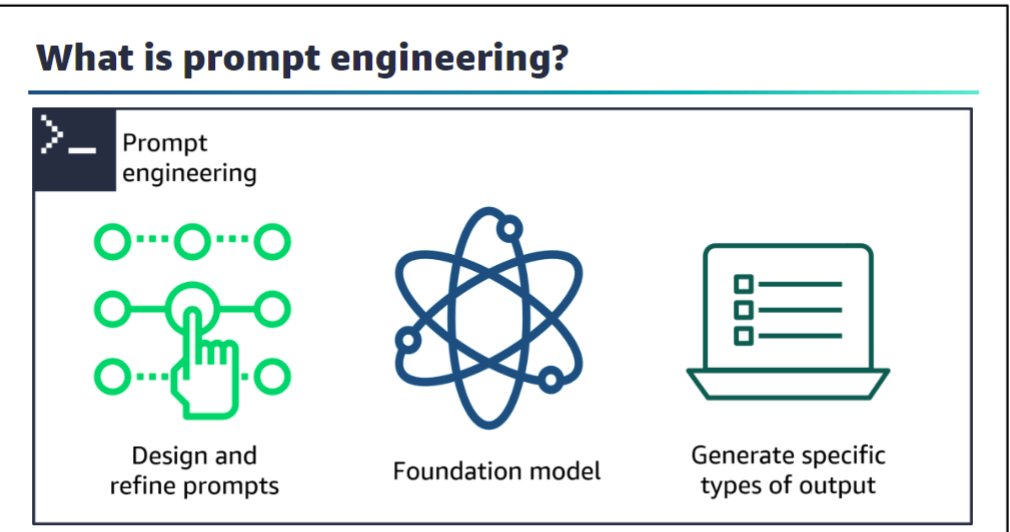 What is prompt engineering?
Prompt
engineering
Design and
refine prompts
Foundation model
Generate specific
types of output